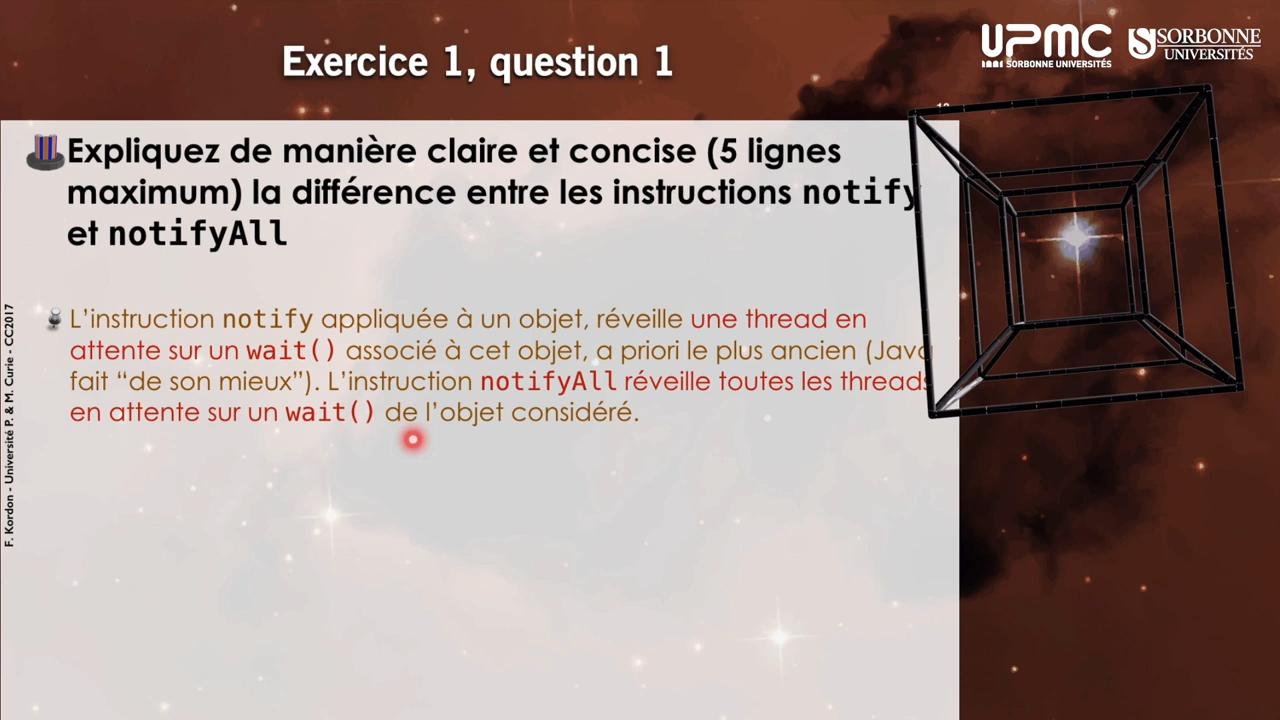 Exercice 1, question 1
UPMC
SORBONNE UNIVERSITÉS
SORBONNE
UNIVERSITÉS
Expliquez de manière claire et concise (5 lignes
maximum) la différence entre les instructions notify
et notifyAll
L’instruction notify appliquée à un objet, réveille une thread en
attente sur un wait() associé à cet objet, a priori le plus ancien (Java
fait “de son mieux”). L’instruction notifyAll réveille toutes les threads
en attente sur un wait() de l’objet considéré.
F. Kordon - Université P. & M. Curie - CC2017